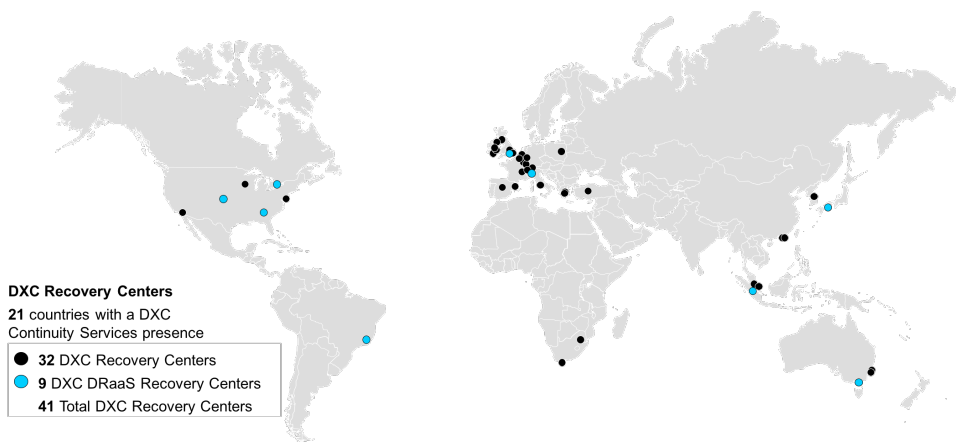 DXC Recovery Centers
21 countries with a DXC
Continuity Services presence
32 DXC Recovery Centers
9 DXC DRaaS Recovery Centers
41 Total DXC Recovery Centers